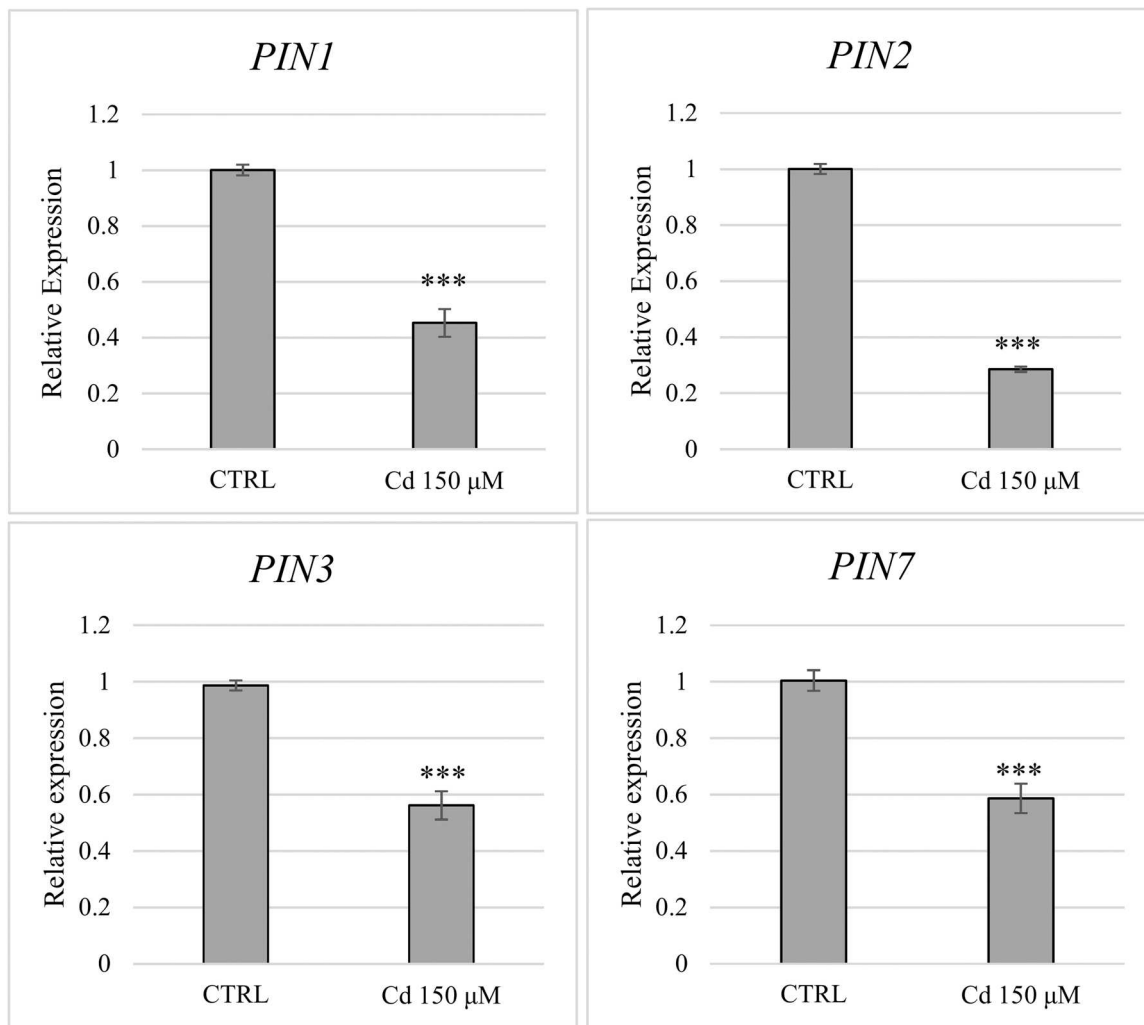 PIN1
1.2
1
0.8
0.6
0.4
0.2
0
Relative Expression
***
CTRL
Cd 150 μM
PIN2
1.2
1
0.8
0.6
0.4
0.2
0
Relative Expression
***
CTRL
Cd 150 μM
PIN3
1.2
1
0.8
0.6
0.4
0.2
0
Relative expression
***
CTRL
Cd 150 μM
PIN7
1.2
1
0.8
0.6
0.4
0.2
0
Relative expression
***
CTRL
Cd 150 μM